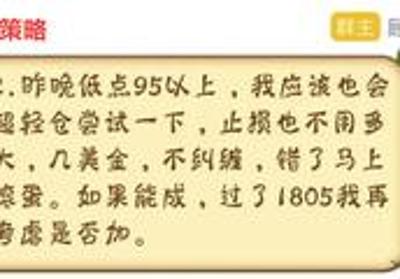 策略 群主
.昨晚低点95以上，我应该也会
超轻仓尝试一下，止损也不用多
大，几美金，不纠缠，错了马上
滚蛋。如果能成，过了1805我再
考虑是否加。